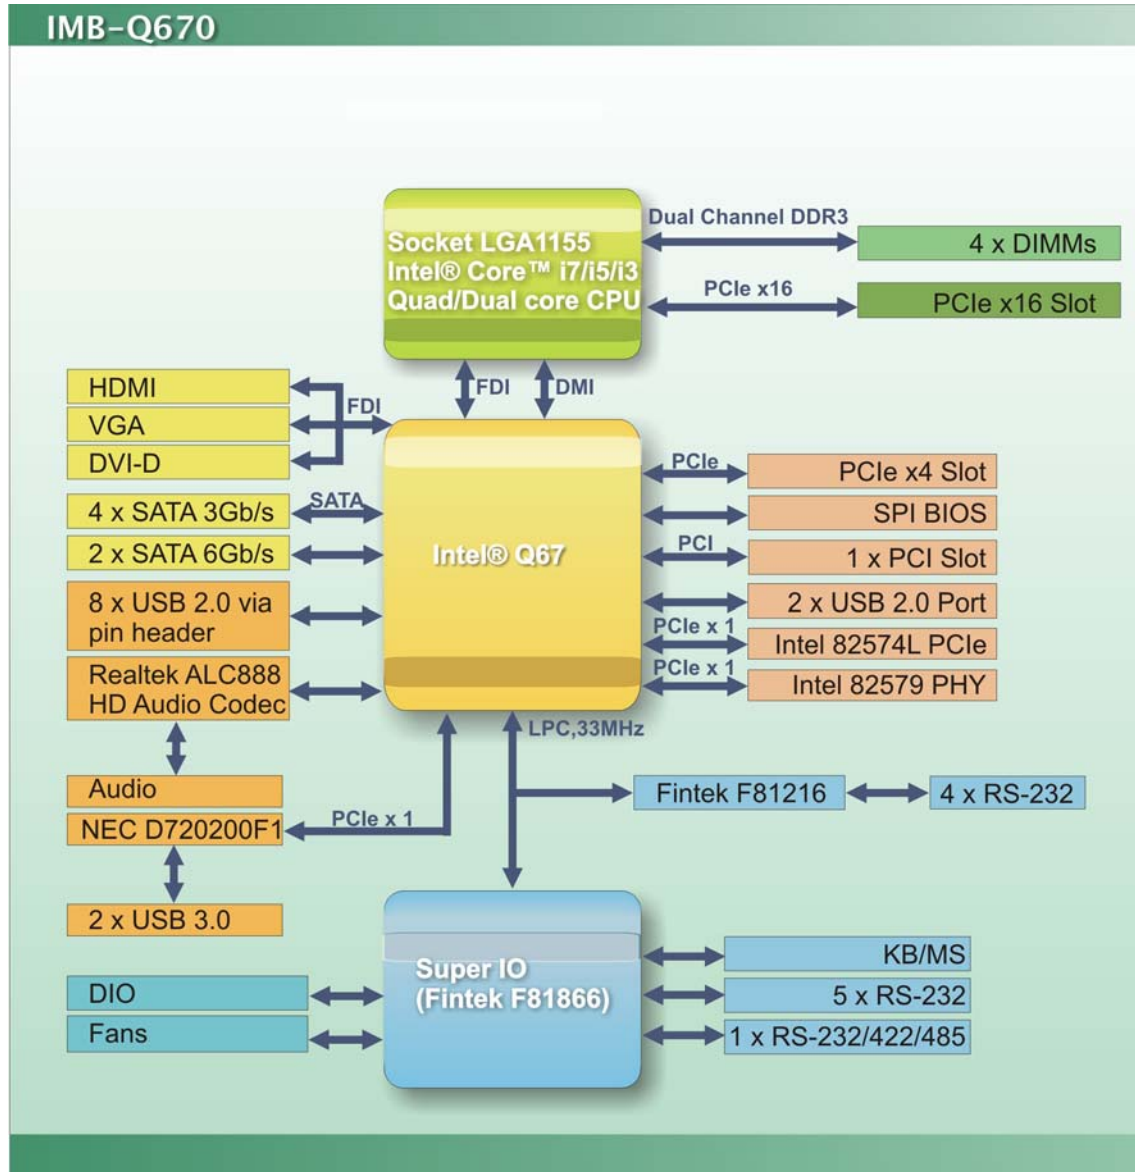 IMB-Q670
Socket LGA1155
Intel® Core™ i7/i5/i3
Quad/Dual core CPU
Dual Channel DDR3
4 x DIMMs
PCIe x16
PCIe x16 Slot
FDI
DMI
HDMI
VGA
DVI-D
FDI
4 x SATA 3Gb/s
SATA
2 x SATA 6Gb/s
8 x USB 2.0 via
pin header
Realtek ALC888
HD Audio Codec
Intel® Q67
PCIe
PCIe x4 Slot
SPI BIOS
PCI
1 x PCI Slot
2 x USB 2.0 Port
PCIe x 1
Intel 82574L PCIe
PCIe x 1
Intel 82579 PHY
LPC,33MHz
Audio
NEC D720200F1
PCIe x 1
2 x USB 3.0
Fintek F81216
4 x RS-232
Super IO
(Fintek F81866)
DIO
Fans
KB/MS
5 x RS-232
1 x RS-232/422/485